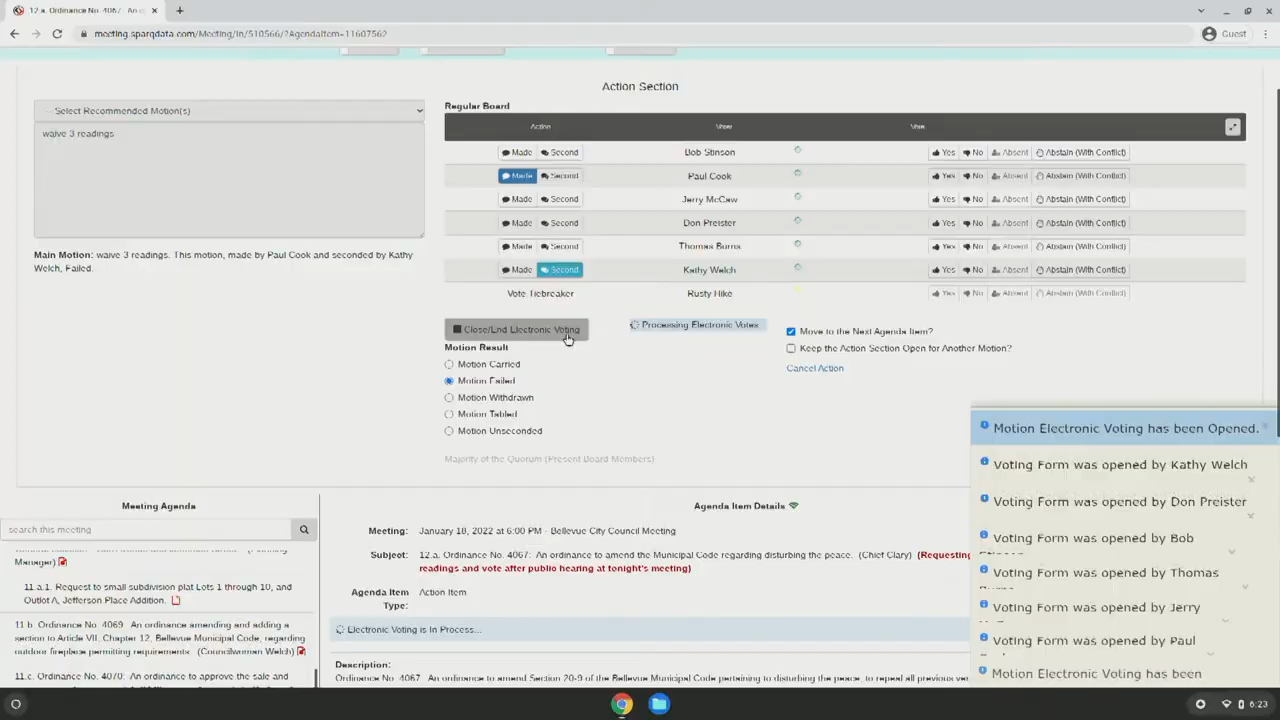 12.a. Ordinance No. 4067: An o
meeting.sparqdata.com/Meeting/In/510566/?AgendaItem=11607562
Guest
Action Section
-- Select Recommended Motion(s)
waive 3 readings
Main Motion: waive 3 readings. This motion, made by Paul Cook and seconded by Kathy
Welch, Failed.
Regular Board
Action Voter Vote
Made Second Bob Stinson Yes No Absent Abstain (With Conflict)
Made Second Paul Cook Yes No Absent Abstain (With Conflict)
Made Second Jerry McCaw Yes No Absent Abstain (With Conflict)
Made Second Don Preister Yes No Absent Abstain (With Conflict)
Made Second Thomas Burns Yes No Absent Abstain (With Conflict)
Made Second Kathy Welch Yes No Absent Abstain (With Conflict)
Vote Tiebreaker Rusty Hike Yes No Absent Abstain (With Conflict)
Close/End Electronic Voting
Processing Electronic Votes
Move to the Next Agenda Item?
Keep the Action Section Open for Another Motion?
Cancel Action
Motion Result
Motion Carried
Motion Failed
Motion Withdrawn
Motion Tabled
Motion Unseconded
Majority of the Quorum (Present Board Members)
Motion Electronic Voting has been Opened.
Voting Form was opened by Kathy Welch
Voting Form was opened by Don Preister
Voting Form was opened by Bob
Voting Form was opened by Thomas
Voting Form was opened by Jerry
Voting Form was opened by Paul
Motion Electronic Voting has been
Meeting Agenda
search this meeting
Manager)
11.a.1. Request to small subdivision plat Lots 1 through 10, and
Outlot A, Jefferson Place Addition.
11.b. Ordinance No. 4069: An ordinance amending and adding a
section to Article VII, Chapter 12, Bellevue Municipal Code, regarding
outdoor fireplace permitting requirements. (Councilwoman Welch)
11.c. Ordinance No. 4070: An ordinance to approve the sale and
Agenda Item Details
Meeting: January 18, 2022 at 6:00 PM - Bellevue City Council Meeting
Subject: 12.a. Ordinance No. 4067: An ordinance to amend the Municipal Code regarding disturbing the peace. (Chief Clary) (Requesting
readings and vote after public hearing at tonight's meeting)
Agenda Item
Type: Action Item
Electronic Voting is In Process...
Description:
Ordinance No. 4067 An ordinance to amend Section 20-9 of the Bellevue Municipal Code pertaining to disturbing the peace, to repeal all previous ver
6:23